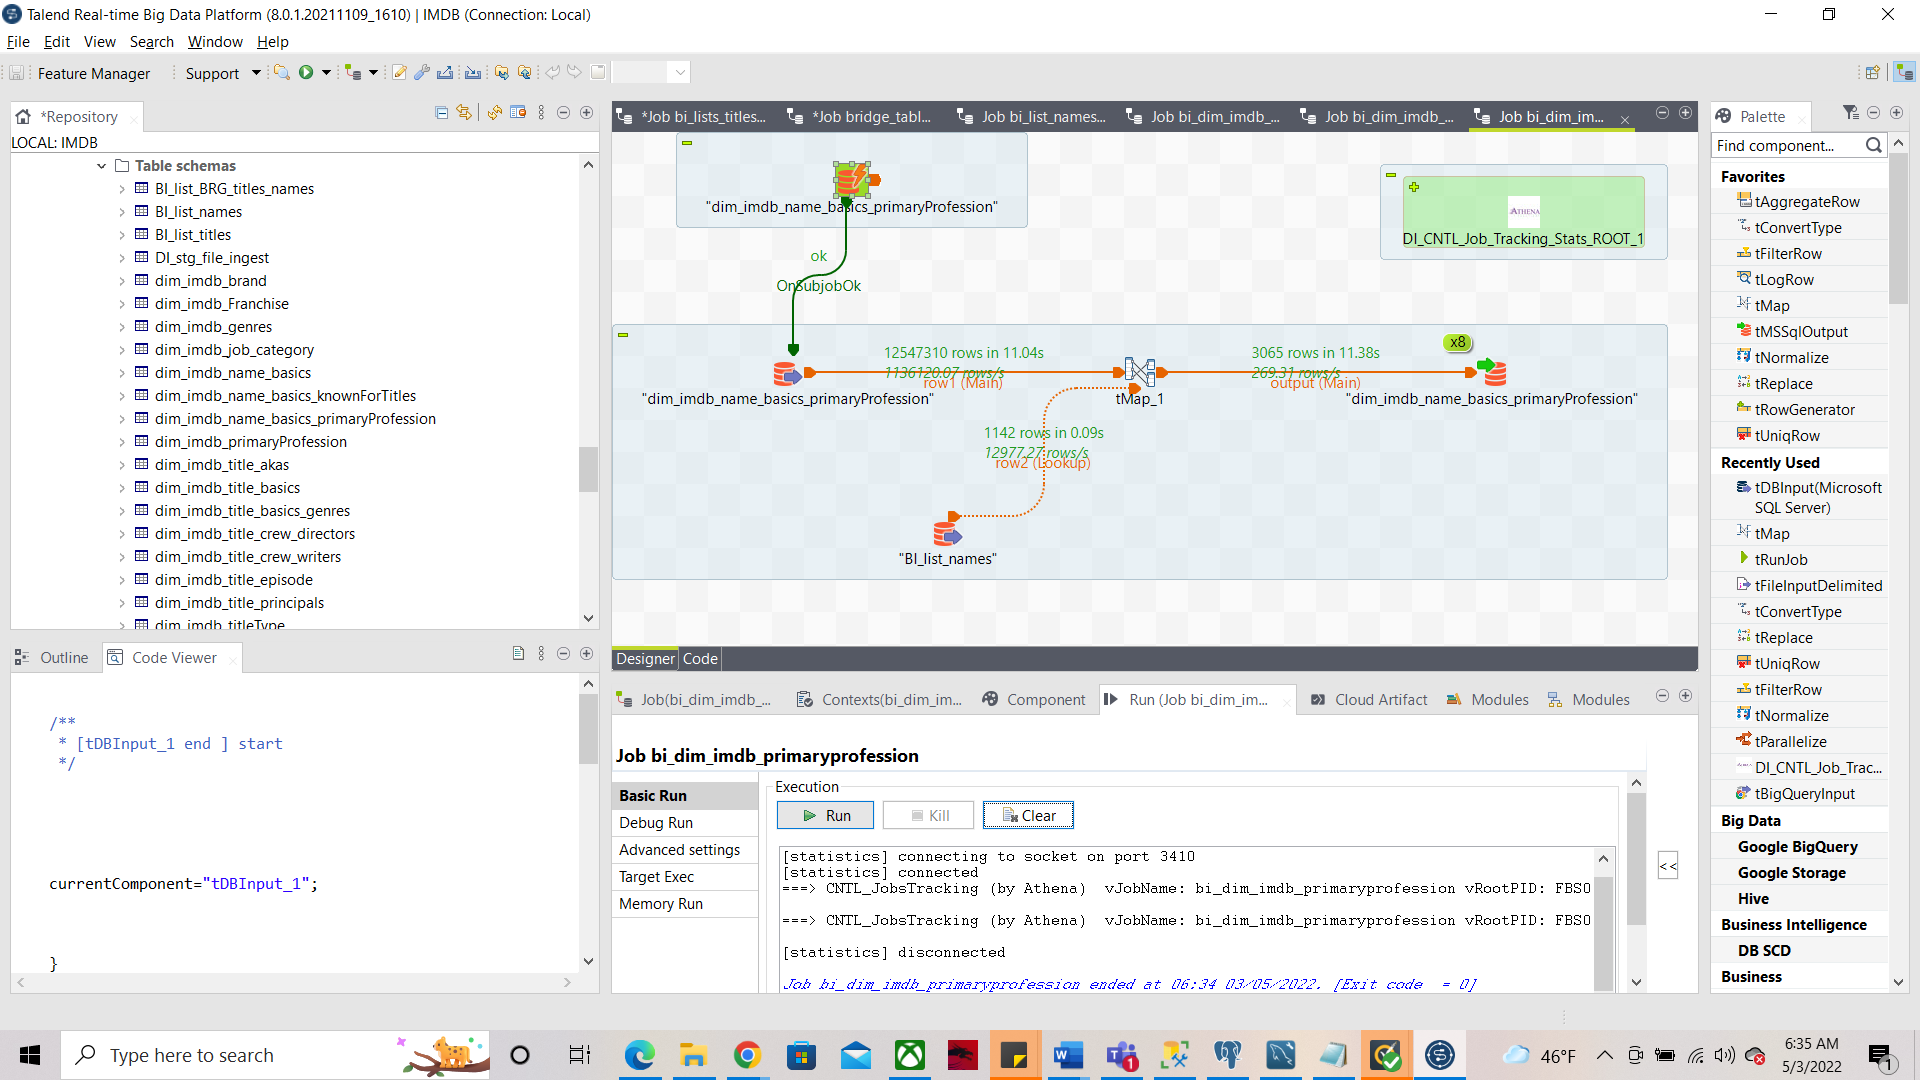 Talend Real-time Big Data Platform (8.0.1.20211109_1610) | IMDB (Connection: Local)
File Edit View Search Window Help
Feature Manager Support
*Repository
LOCAL: IMDB
Table schemas
BI_list_BRG_titles_names
BI_list_names
BI_list_titles
DI_stg_file_ingest
dim_imdb_brand
dim_imdb_Franchise
dim_imdb_genres
dim_imdb_job_category
dim_imdb_name_basics
dim_imdb_name_basics_knownForTitles
dim_imdb_name_basics_primaryProfession
dim_imdb_primaryProfession
dim_imdb_title_akas
dim_imdb_title_basics
dim_imdb_title_basics_genres
dim_imdb_title_crew_directors
dim_imdb_title_crew_writers
dim_imdb_title_episode
dim_imdb_title_principals
dim_imdb_titleType
Outline Code Viewer
/**
* [tDBInput_1 end ] start
*/
currentComponent="tDBInput_1";
}
*Job bi_lists_titles... *Job bridge_tabl... Job bi_list_names... Job bi_dim_imdb_... Job bi_dim_imdb_... Job bi_dim_im...
"dim_imdb_name_basics_primaryProfession"
ATHENA
DI_CNTL_Job_Tracking_Stats_ROOT_1
ok
OnSubjobOk
12547310 rows in 11.04s
1136120.07 rows/s
row1 (Main)
3065 rows in 11.38s
269.31 rows/s
output (Main)
x8
"dim_imdb_name_basics_primaryProfession"
tMap_1
"dim_imdb_name_basics_primaryProfession"
1142 rows in 0.09s
12977.27 rows/s
row2 (Lookup)
"BI_list_names"
Designer Code
Job(bi_dim_imdb_... Contexts(bi_dim_im... Component Run (Job bi_dim_im... Cloud Artifact Modules Modules
Job bi_dim_imdb_primaryprofession
Basic Run
Debug Run
Advanced settings
Target Exec
Memory Run
Execution
Run Kill Clear
[statistics] connecting to socket on port 3410
[statistics] connected
===> CNTL_JobsTracking (by Athena) vJobName: bi_dim_imdb_primaryprofession vRootPID: FBS0
===> CNTL_JobsTracking (by Athena) vJobName: bi_dim_imdb_primaryprofession vRootPID: FBS0
[statistics] disconnected
Job bi_dim_imdb_primaryprofession ended at 06:34 03/05/2022. [Exit code = 0]
<<
Palette
Find component...
Favorites
tAggregateRow
tConvertType
tFilterRow
tLogRow
tMap
tMSSqlOutput
tNormalize
tReplace
tRowGenerator
tUniqRow
Recently Used
tDBInput(Microsoft
SQL Server)
tMap
tRunJob
tFileInputDelimited
tConvertType
tReplace
tUniqRow
tFilterRow
tNormalize
tParallelize
DI_CNTL_Job_Trac...
tBigQueryInput
Big Data
Google BigQuery
Google Storage
Hive
Business Intelligence
DB SCD
Business
Type here to search
46°F
6:35 AM
5/3/2022
1
1